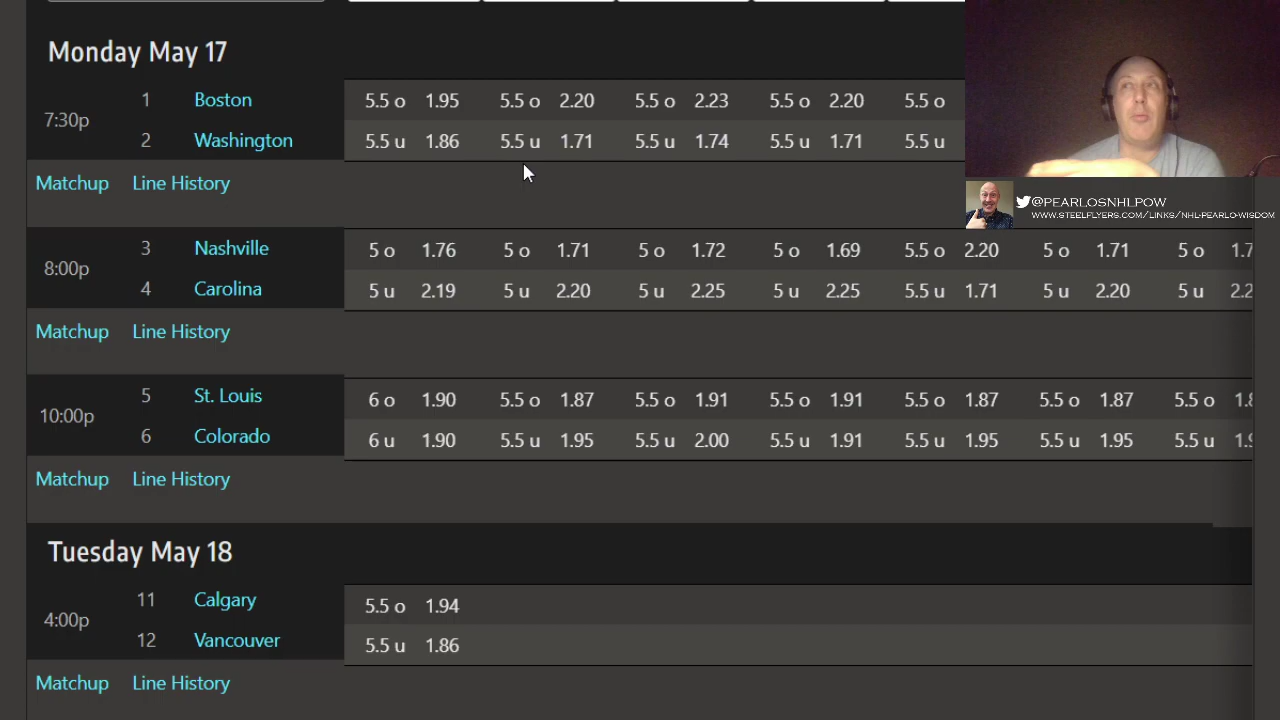 Monday May 17
7:30p 1 Boston 5.5 o 1.95 5.5 o 2.20 5.5 o 2.23 5.5 o 2.20 5.5 o
2 Washington 5.5 u 1.86 5.5 u 1.71 5.5 u 1.74 5.5 u 1.71 5.5 u
Matchup Line History
@PEARLOSNHLPOW
WWW.STEELFLYERS.COM/LINKS/NHL-PEARLO-WISDOM
8:00p 3 Nashville 5 o 1.76 5 o 1.71 5 o 1.72 5 o 1.69 5.5 o 2.20 5 o 1.71 5 o 1.7
4 Carolina 5 u 2.19 5 u 2.20 5 u 2.25 5 u 2.25 5.5 u 1.71 5 u 2.20 5 u 2.2
Matchup Line History
10:00p 5 St. Louis 6 o 1.90 5.5 o 1.87 5.5 o 1.91 5.5 o 1.91 5.5 o 1.87 5.5 o 1.87 5.5 o 1.8
6 Colorado 6 u 1.90 5.5 u 1.95 5.5 u 2.00 5.5 u 1.91 5.5 u 1.95 5.5 u 1.95 5.5 u 1.9
Matchup Line History
Tuesday May 18
4:00p 11 Calgary 5.5 o 1.94
12 Vancouver 5.5 u 1.86
Matchup Line History